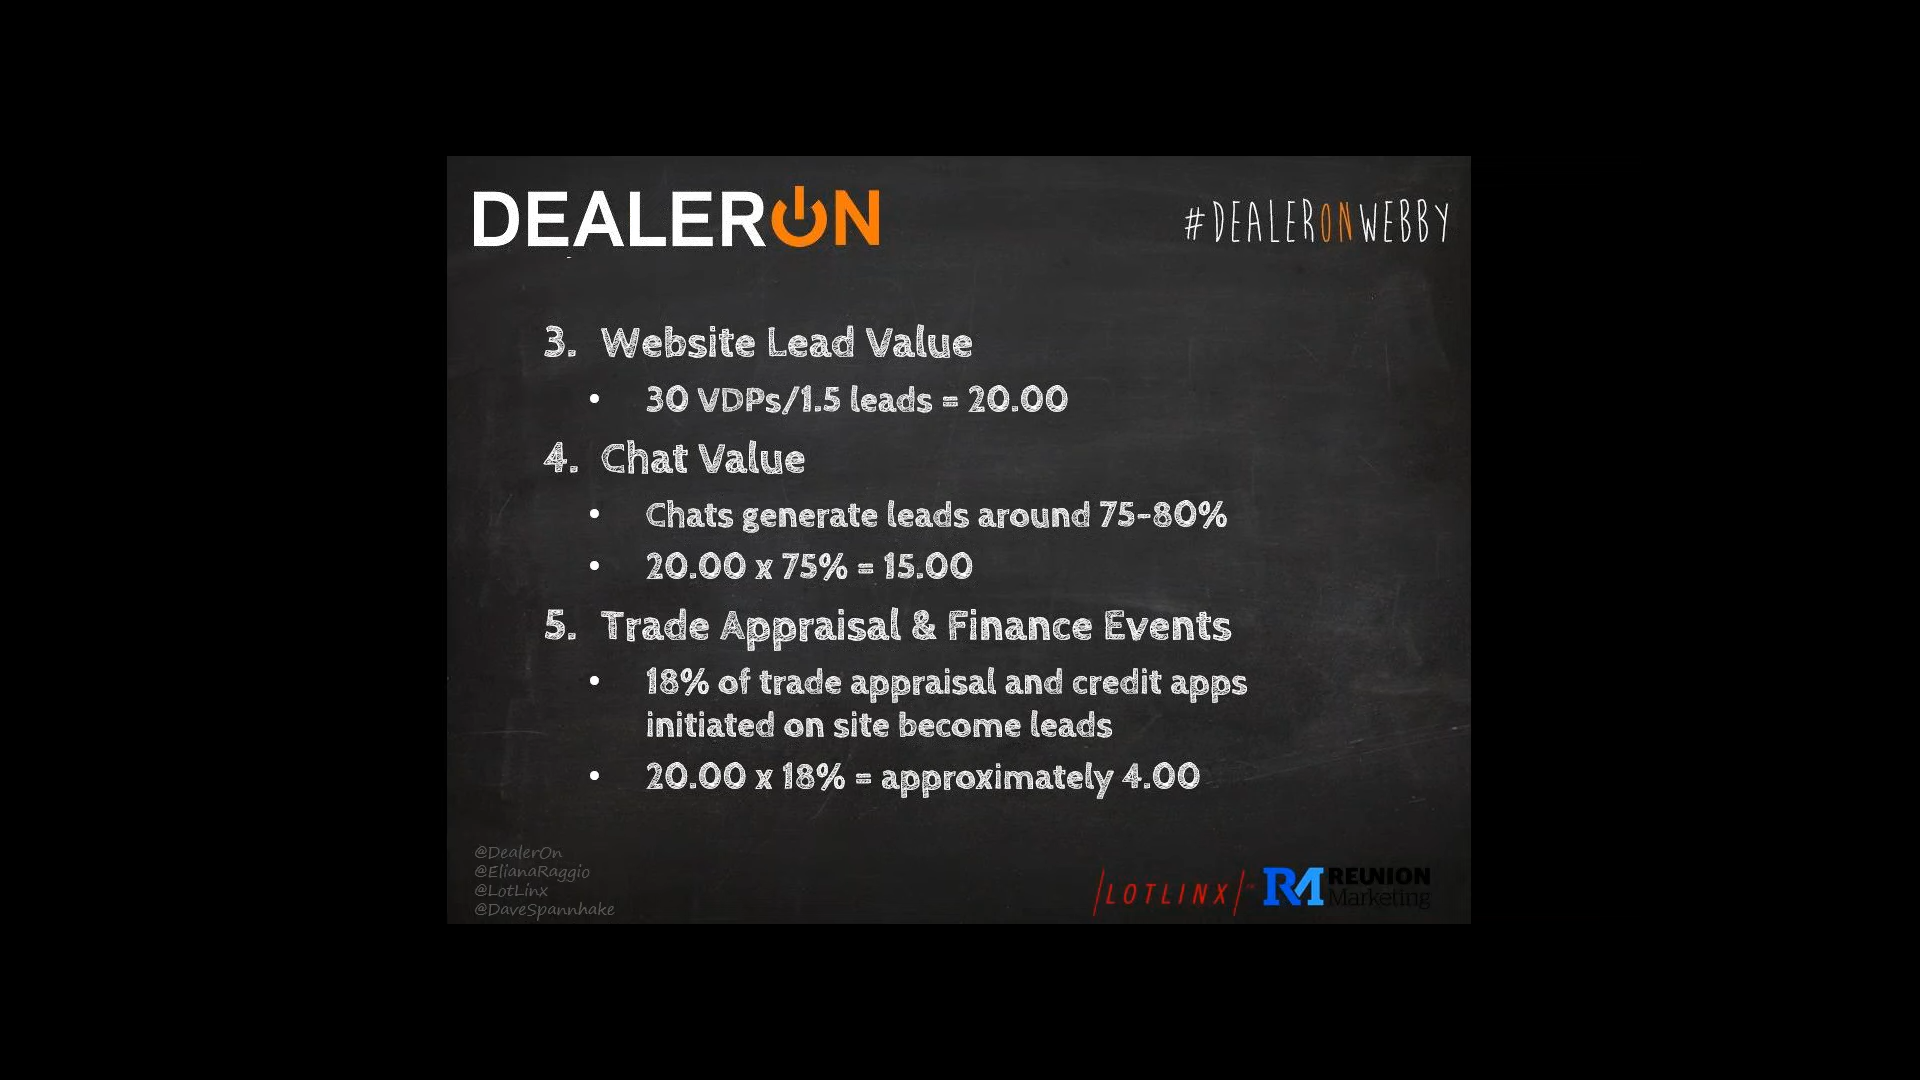 DEALERON
#DEALERONWEBBY
3. Website Lead Value
• 30 VDPs/1.5 leads = 20.00
4. Chat Value
• Chats generate leads around 75-80%
• 20.00 x 75% = 15.00
5. Trade Appraisal & Finance Events
• 18% of trade appraisal and credit apps
initiated on site become leads
• 20.00 x 18% = approximately 4.00
@DealerOn
@ElianaRaggio
@LotLinx
@DaveSpannhake
/LOTLINX/
RM REUNION
Marketing